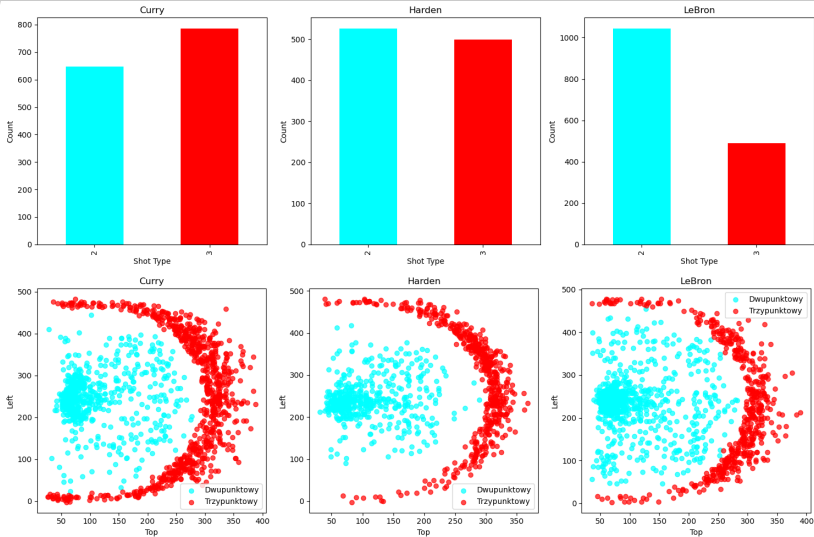 Curry
800
700
600
500
400
300
200
100
0
Count
2
3
Shot Type
Harden
500
400
300
200
100
0
Count
2
3
Shot Type
LeBron
1000
800
600
400
200
0
Count
2
3
Shot Type
Curry
500
400
300
200
100
0
Left
50 100 150 200 250 300 350 400
Top
Dwupunktowy
Trzypunktowy
Harden
500
400
300
200
100
0
Left
50 100 150 200 250 300 350
Top
Dwupunktowy
Trzypunktowy
LeBron
500
400
300
200
100
0
Left
50 100 150 200 250 300 350 400
Top
Dwupunktowy
Trzypunktowy